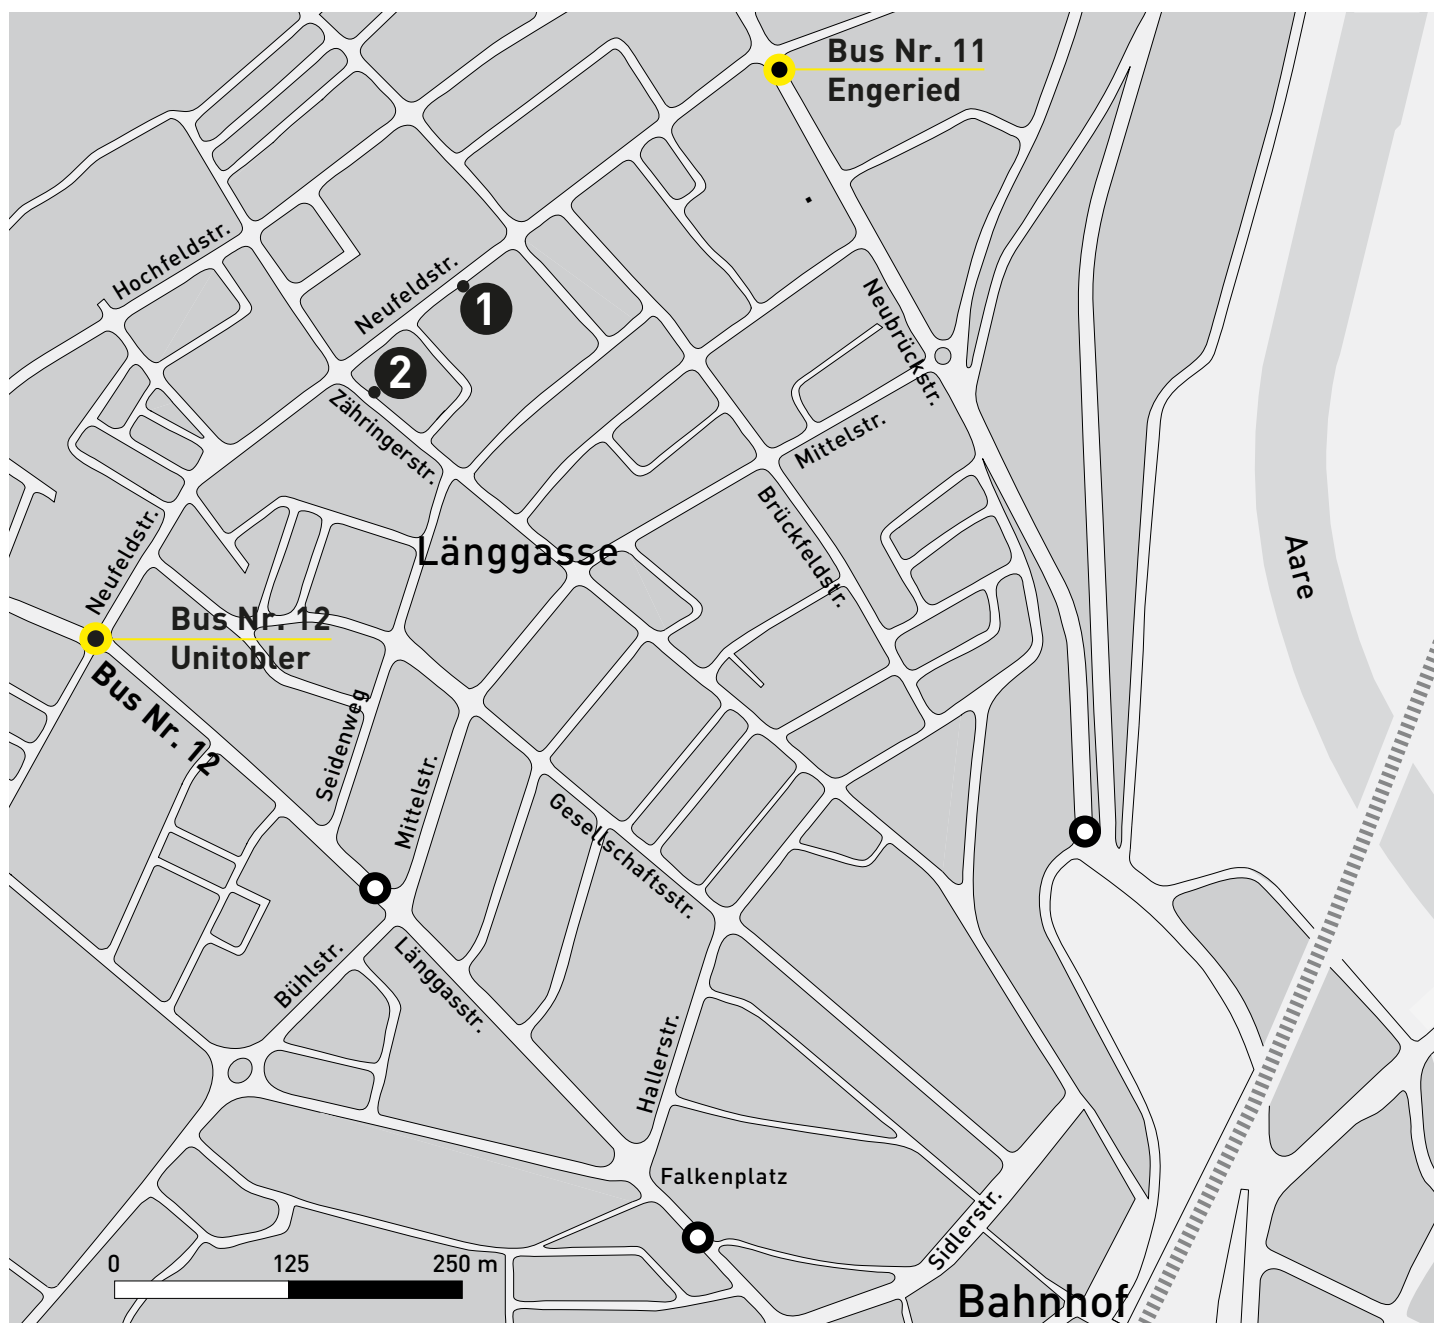 Bus Nr. 11
Engeried
Hochfeldstr.
Neufeldstr.
1
2
Neubrückstr.
Zähringerstr.
Mittelstr.
Brückfeldstr.
Neufeldstr.
Länggasse
Aare
Bus Nr. 12
Unitobler
Bus Nr. 12
Seidenweg
Mittelstr.
Gesellschaftsstr.
Bühlstr.
Länggasstr.
Hallerstr.
Falkenplatz
Sidlerstr.
0 125 250 m
Bahnhof